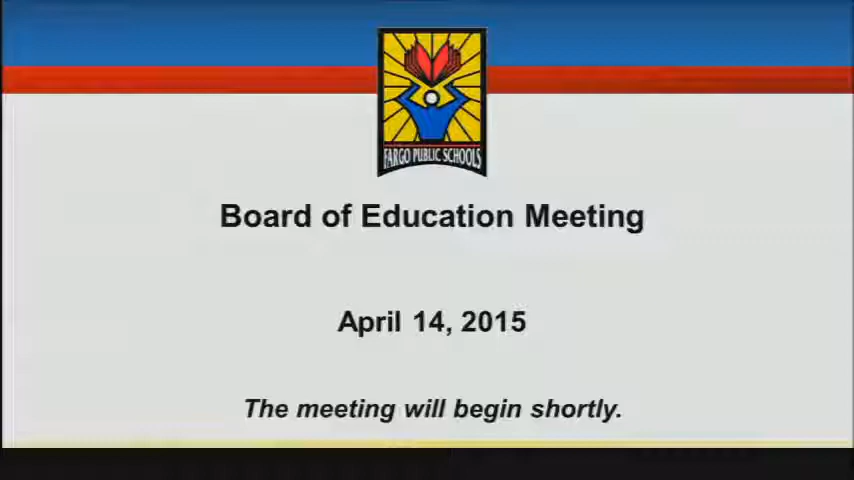 FARGO PUBLIC SCHOOLS
Board of Education Meeting
April 14, 2015
The meeting will begin shortly.